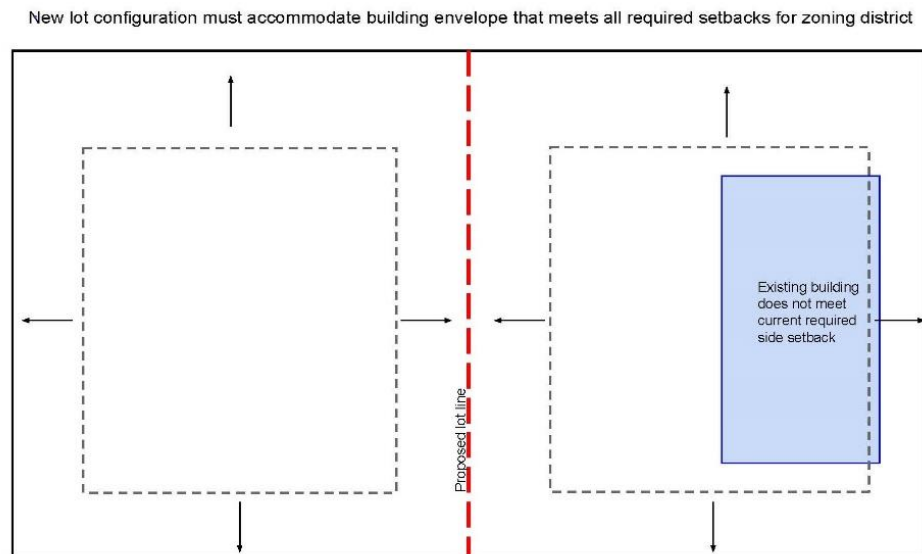 New lot configuration must accommodate building envelope that meets all required setbacks for zoning district
Proposed lot line
Existing building
does not meet
current required
side setback